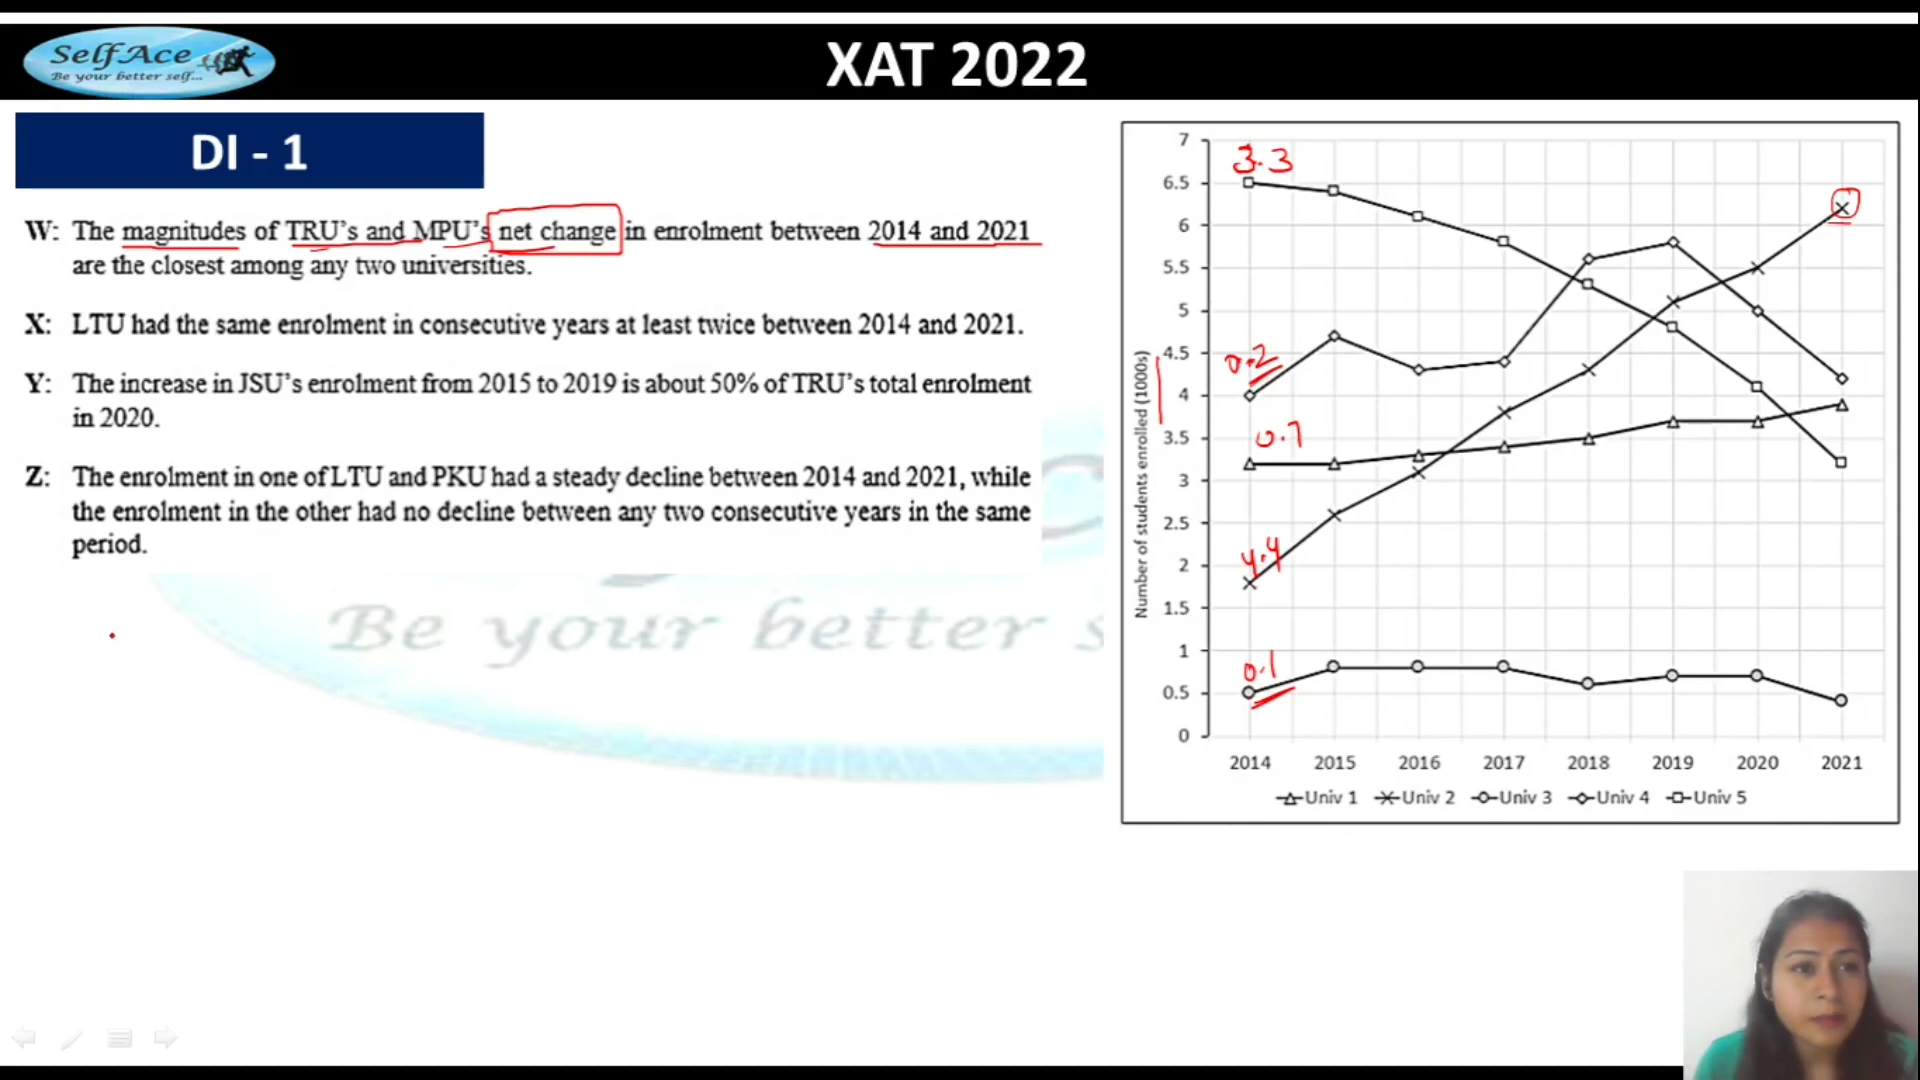 SelfAce
Be your better self...
XAT 2022
DI - 1
W: The magnitudes of TRU's and MPU's net change in enrolment between 2014 and 2021
are the closest among any two universities.
X: LTU had the same enrolment in consecutive years at least twice between 2014 and 2021.
Y: The increase in JSU's enrolment from 2015 to 2019 is about 50% of TRU's total enrolment
in 2020.
Z: The enrolment in one of LTU and PKU had a steady decline between 2014 and 2021, while
the enrolment in the other had no decline between any two consecutive years in the same
period.
Be your better s
Number of students enrolled (1000s)
7
6.5
6
5.5
5
4.5
4
3.5
3
2.5
2
1.5
1
0.5
0
3.3
0.2
0.7
4.4
0.1
2014 2015 2016 2017 2018 2019 2020 2021
Univ 1 Univ 2 Univ 3 Univ 4 Univ 5